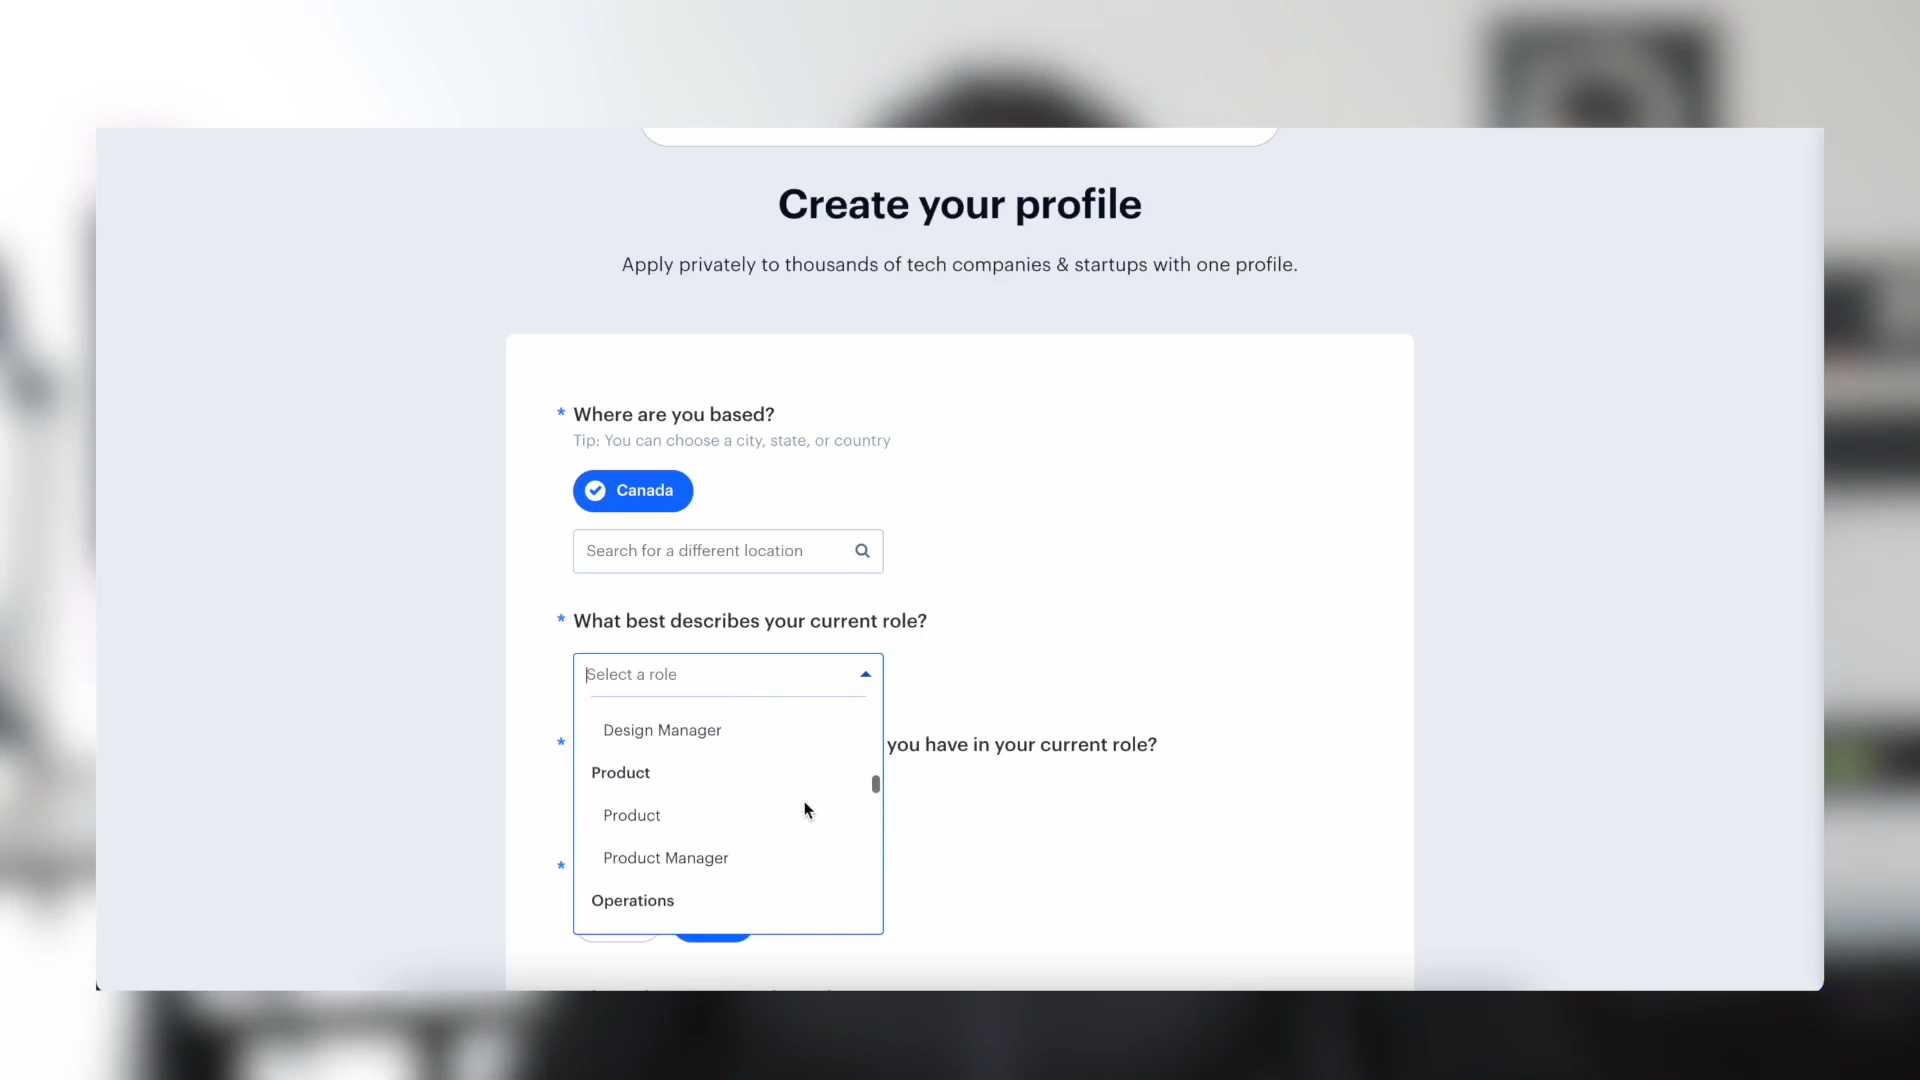 Create your profile
Apply privately to thousands of tech companies & startups with one profile.
* Where are you based?
Tip: You can choose a city, state, or country
Canada
Search for a different location
* What best describes your current role?
Select a role
Design Manager
* you have in your current role?
Product
Product
Product Manager
*
Operations